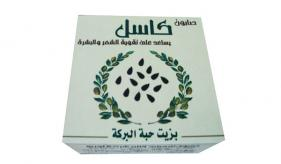 صابون
كاسل
يساعد على تقوية الشعر والبشرة
بزيت حبة البركة